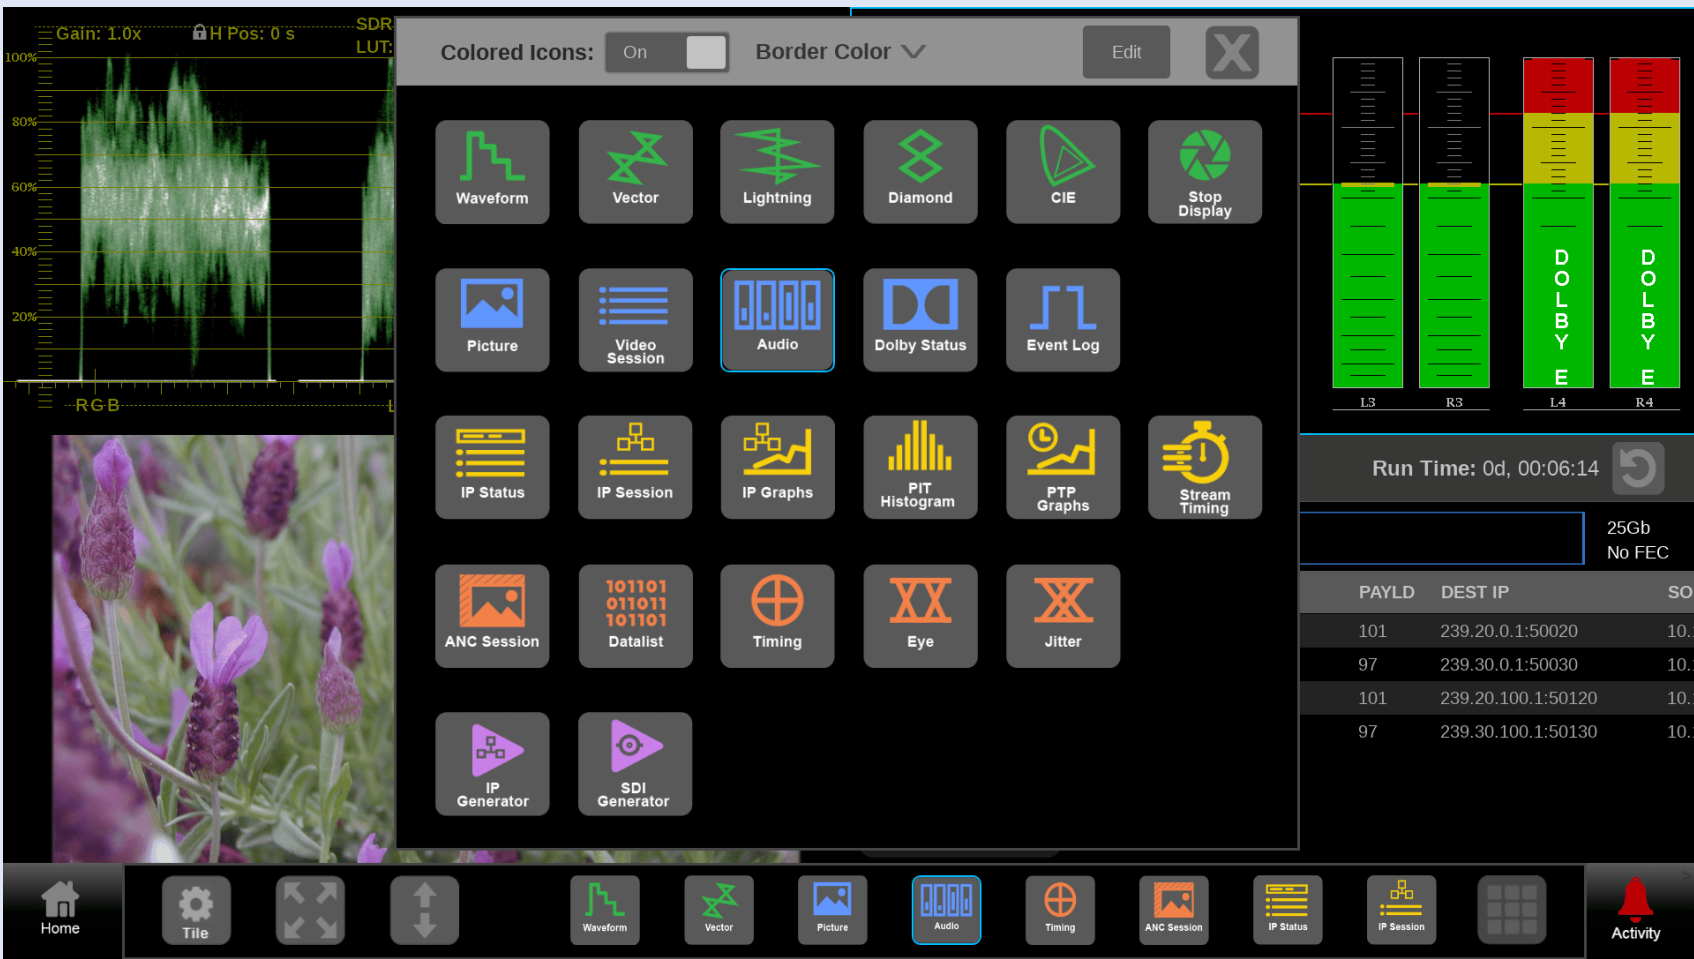 Gain: 1.0x
H Pos: 0 s
SDR
LUT:
100%
80%
60%
40%
20%
RGB
Colored Icons:
On
Border Color
Edit
X
Waveform
Vector
Lightning
Diamond
CIE
Stop
Display
Picture
Video
Session
Audio
Dolby Status
Event Log
IP Status
IP Session
IP Graphs
PIT
Histogram
PTP
Graphs
Stream
Timing
ANC Session
101101
011011
101101
Datalist
Timing
Eye
Jitter
IP
Generator
SDI
Generator
DOLBY E
DOLBY E
L3
R3
L4
R4
Run Time: 0d, 00:06:14
25Gb
No FEC
PAYLD DEST IP SO
101 239.20.0.1:50020 10.
97 239.30.0.1:50030 10.
101 239.20.100.1:50120 10.
97 239.30.100.1:50130 10.
Home
Tile
Waveform
Vector
Picture
Audio
Timing
ANC Session
IP Status
IP Session
Activity